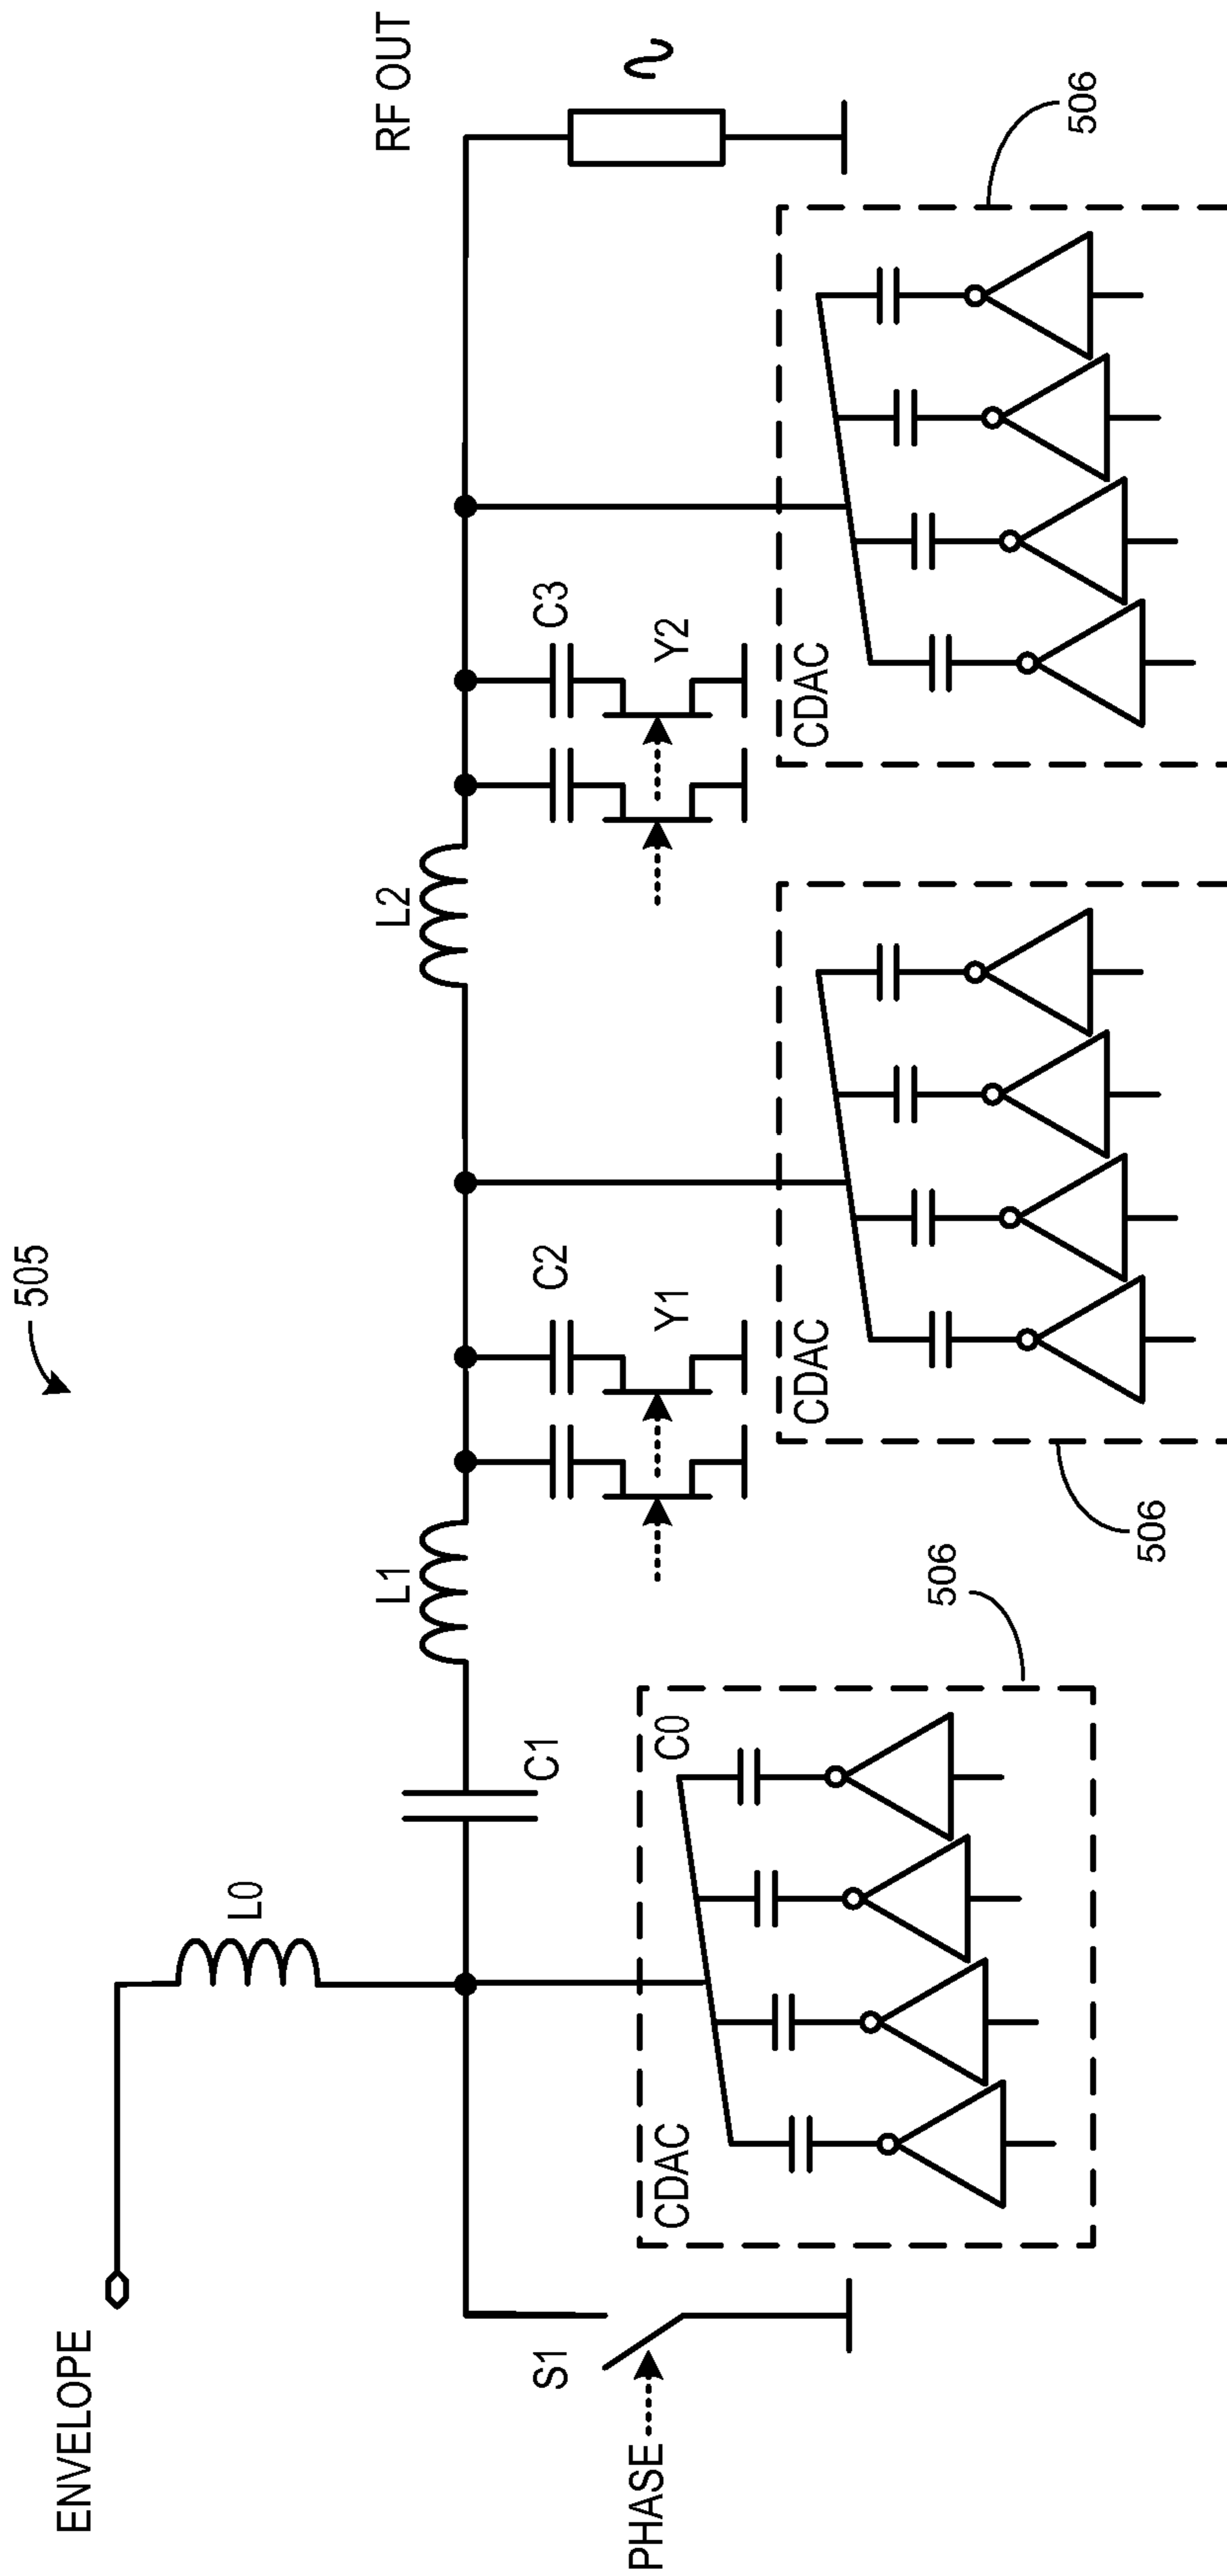 505
ENVELOPE
L0
PHASE
S1
C1
L1
C2
Y1
L2
C3
Y2
RF OUT
CDAC
C0
506
CDAC
506
CDAC
506